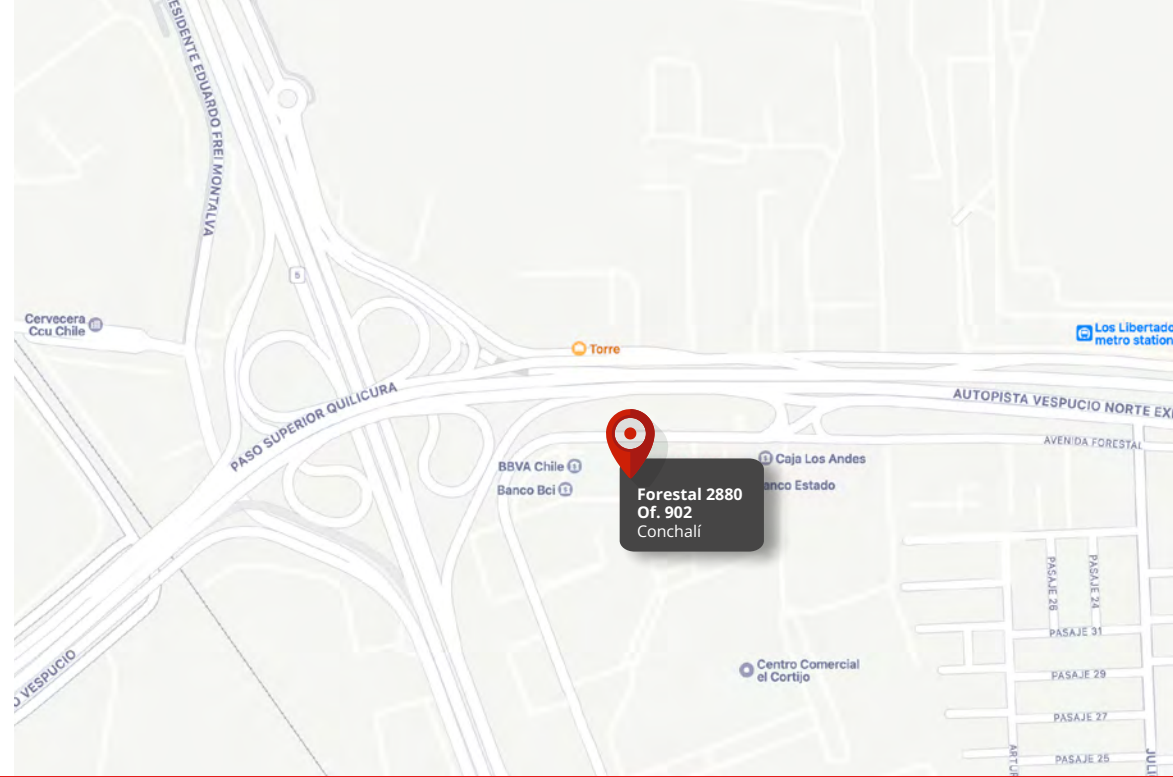 ESIDENTE EDUARDO FREI MONTALVA
5
Cervecera
Ccu Chile
Torre
Los Libertado
metro station
PASO SUPERIOR QUILICURA
AUTOPISTA VESPUCIO NORTE EX
AVENIDA FORESTAL
BBVA Chile
Caja Los Andes
Banco Bci
anco Estado
Forestal 2880
Of. 902
Conchalí
PASAJE 26
PASAJE 24
PASAJE 31
Centro Comercial
el Cortijo
PASAJE 29
O VESPUCIO
PASAJE 27
ARTUR
PASAJE 25
JULI